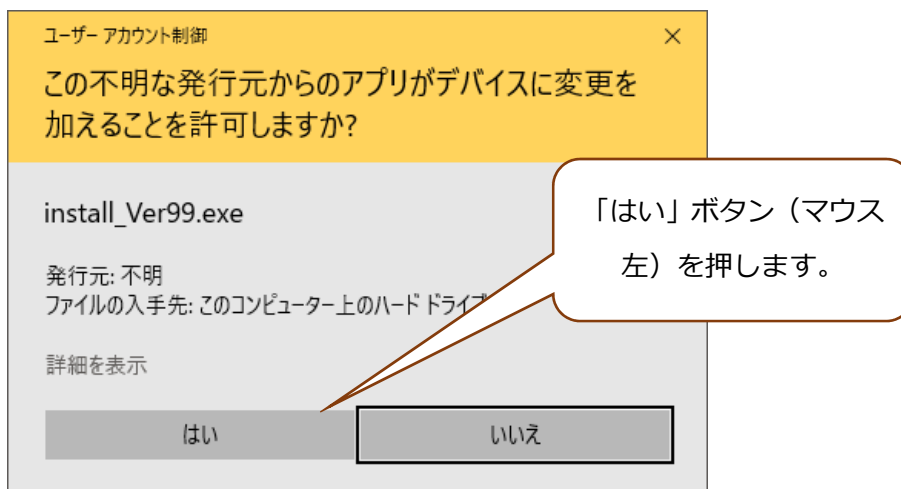 ユーザー アカウント制御
この不明な発行元からのアプリがデバイスに変更を
加えることを許可しますか?
install_Ver99.exe
発行元: 不明
ファイルの入手先: このコンピューター上のハード ドライブ
詳細を表示
はい
いいえ
「はい」ボタン（マウス
左）を押します。